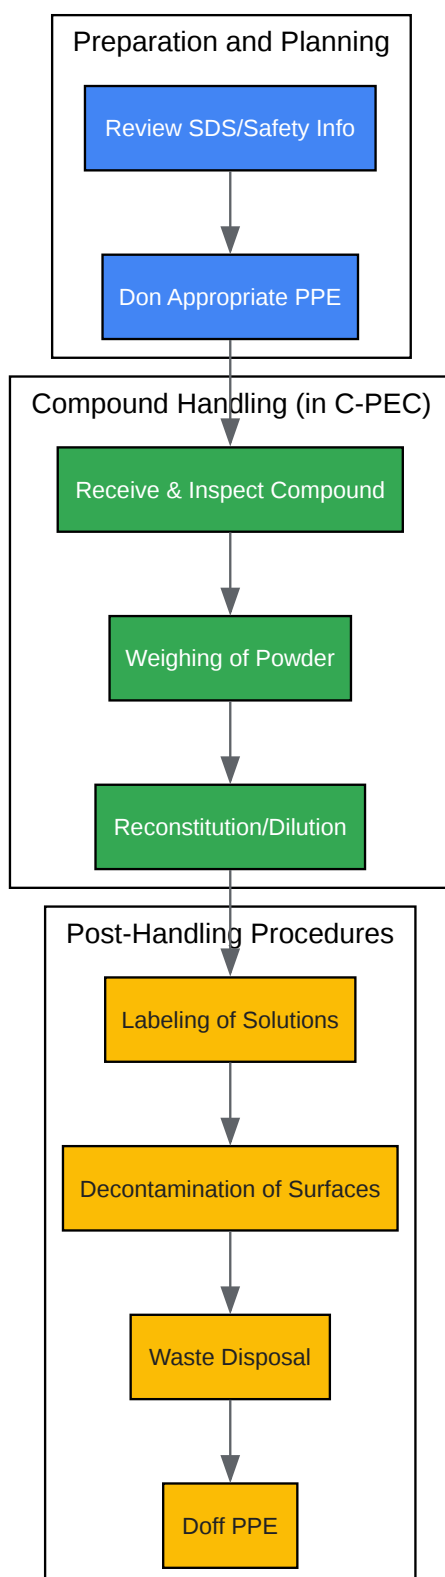 Preparation and Planning
Review SDS/Safety Info
Don Appropriate PPE
Compound Handling (in C-PEC)
Receive & Inspect Compound
Weighing of Powder
Reconstitution/Dilution
Post-Handling Procedures
Labeling of Solutions
Decontamination of Surfaces
Waste Disposal
Doff PPE